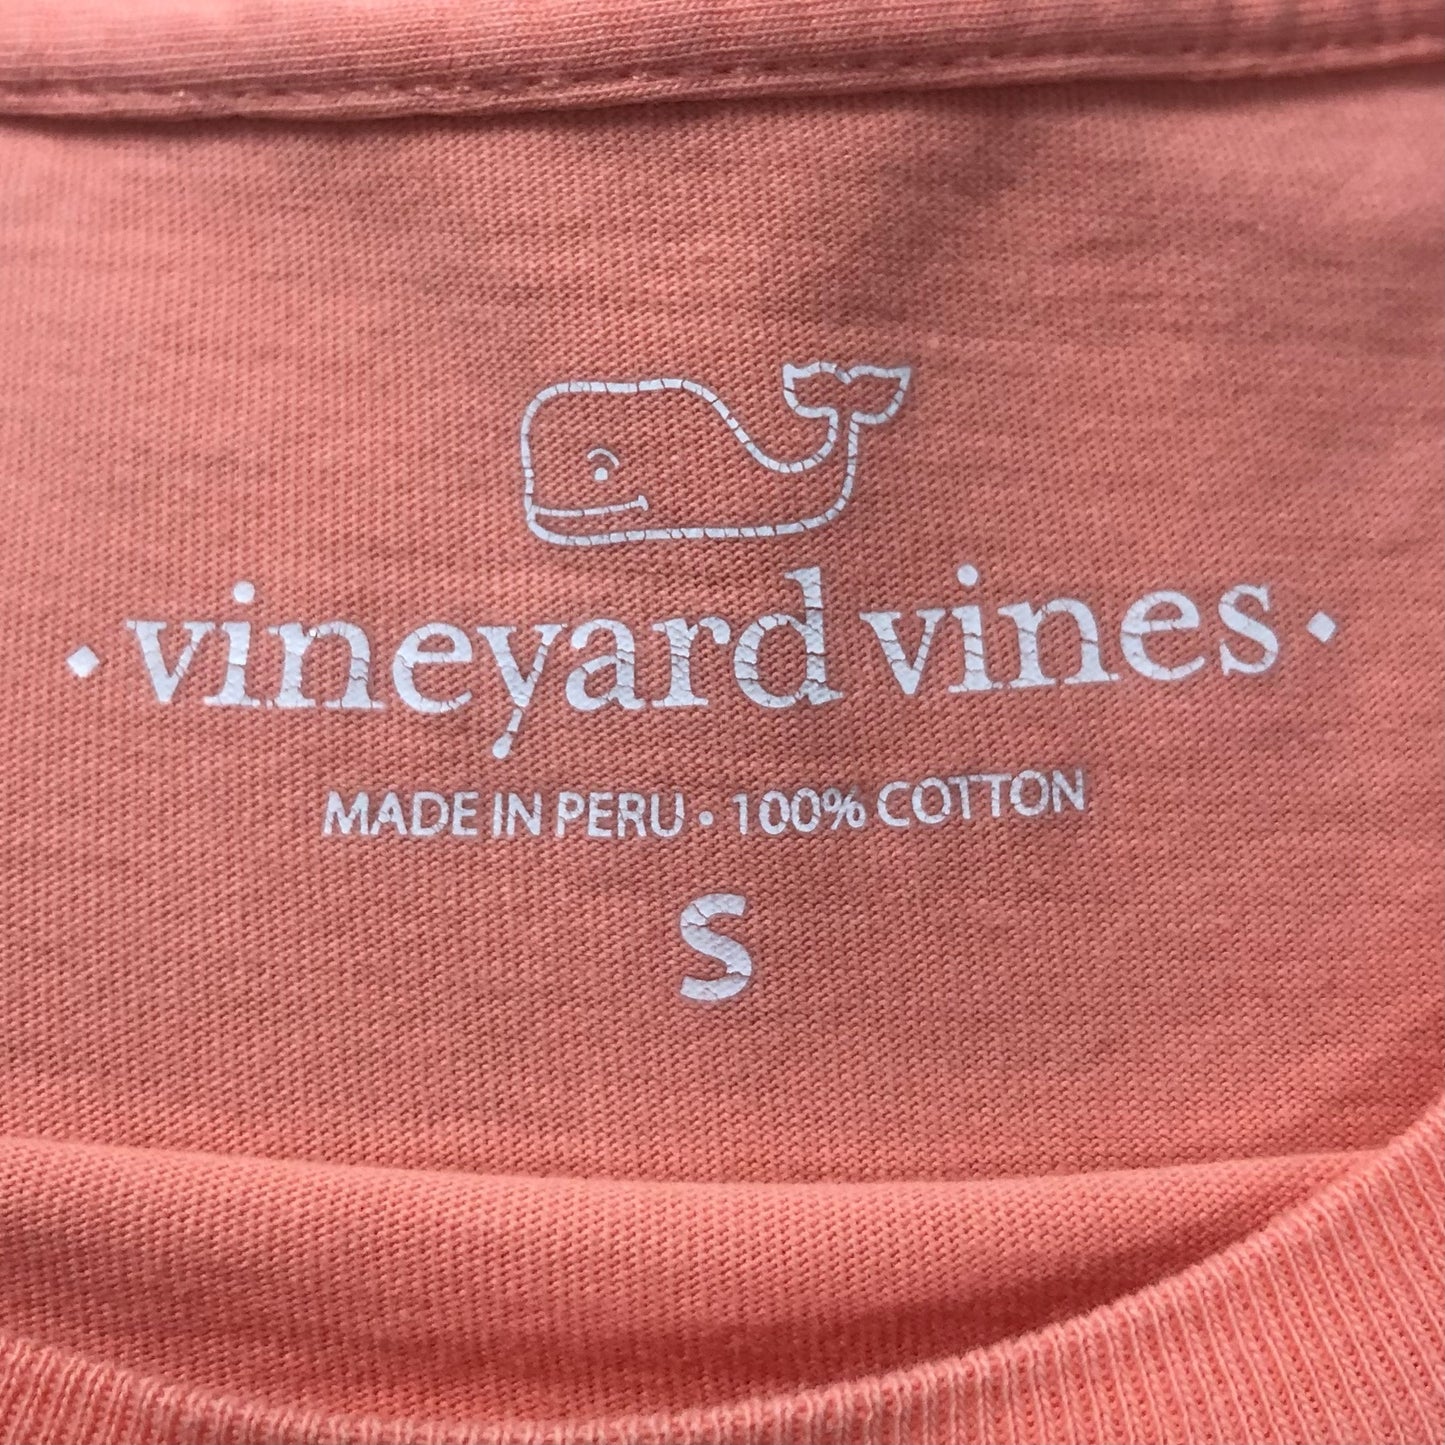 vineyard vines
MADE IN PERU • 100% COTTON
S